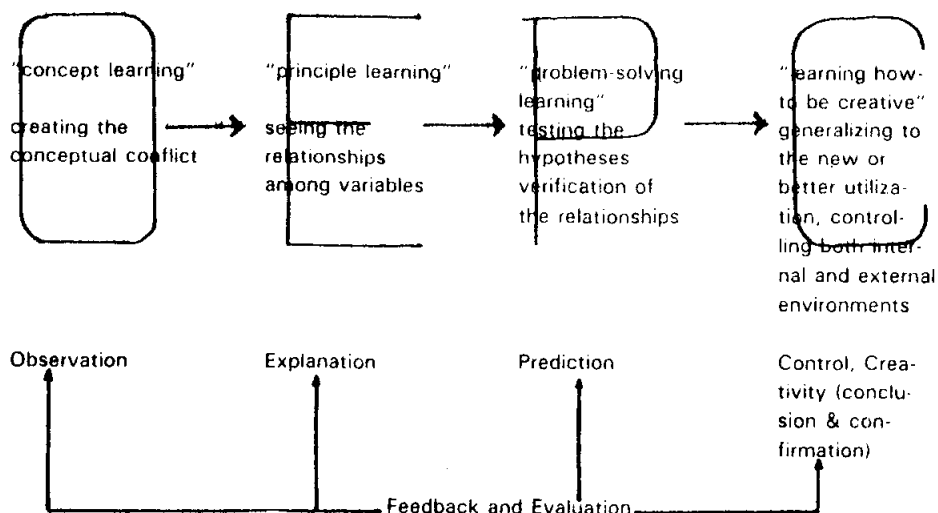 "concept learning"
creating the
conceptual conflict
"principle learning"
seeing the
relationships
among variables
"problem-solving
learning"
testing the
hypotheses
verification of
the relationships
"learning how-
to be creative"
generalizing to
the new or
better utiliza-
tion, control-
ling both inter-
nal and external
environments
Observation
Explanation
Prediction
Control, Crea-
tivity (conclu-
sion & con-
firmation)
Feedback and Evaluation